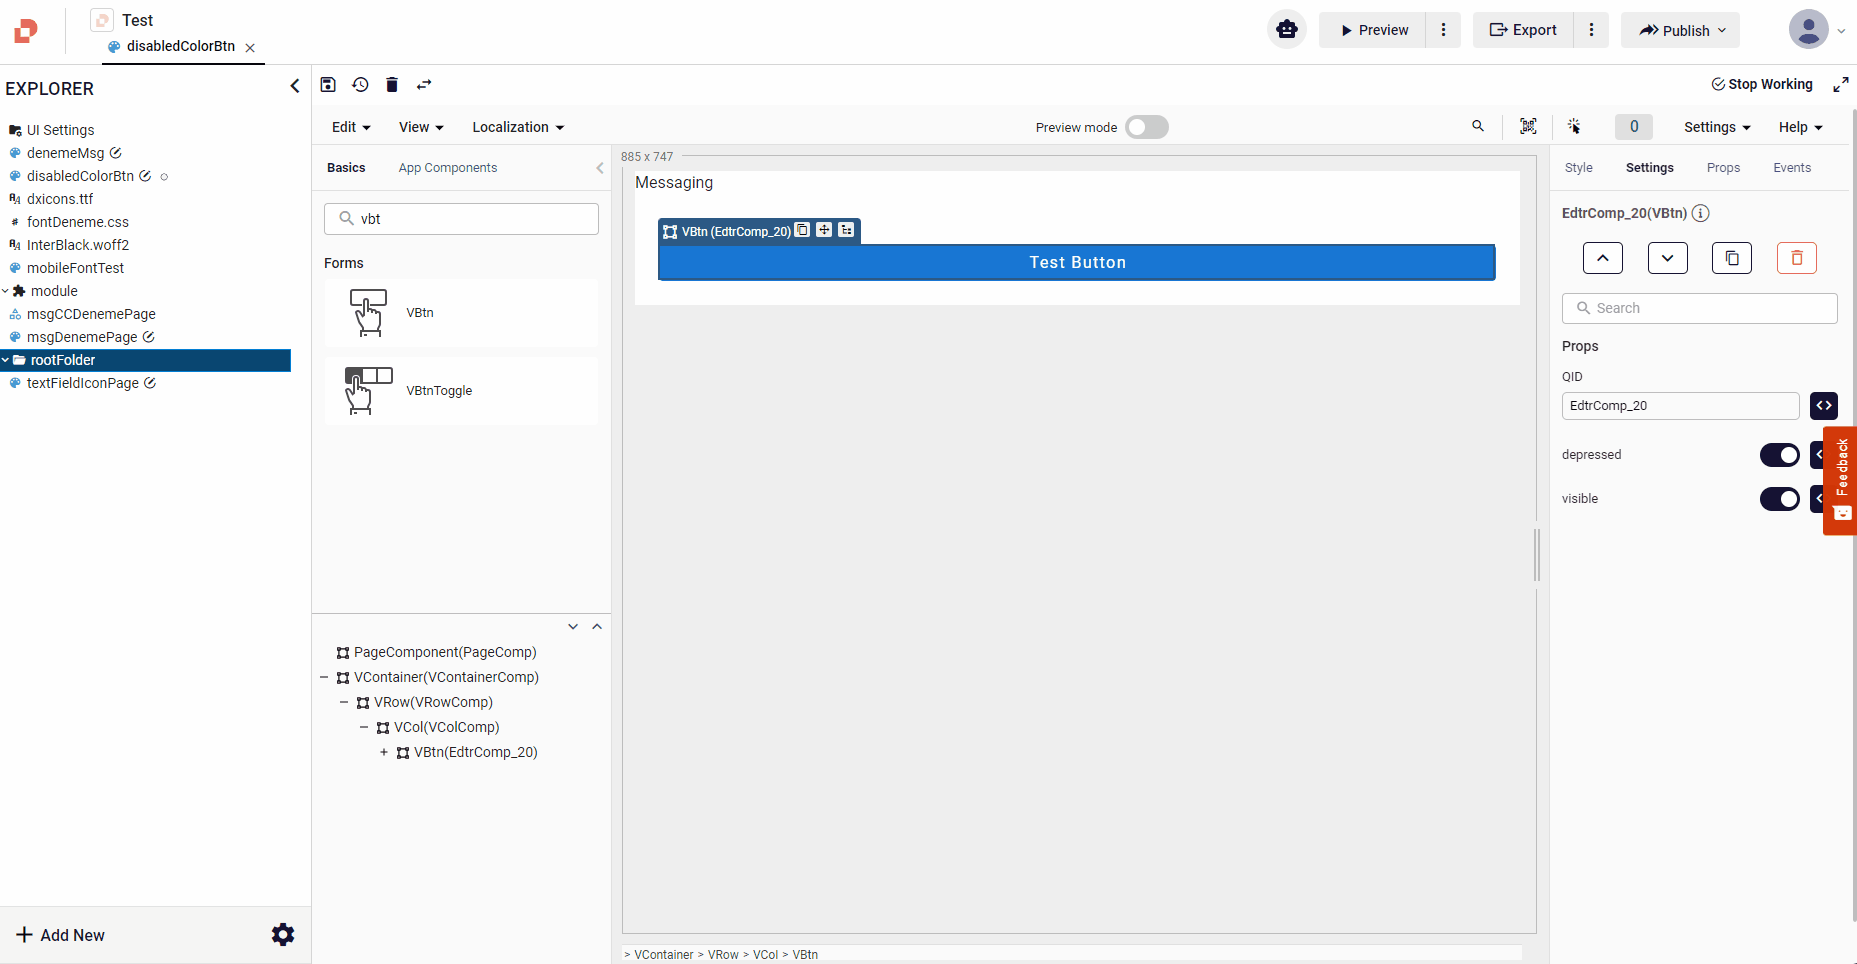 Test
disabledColorBtn
Preview
Export
Publish
EXPLORER
Stop Working
UI Settings
denemeMsg
disabledColorBtn
dxicons.ttf
fontDeneme.css
InterBlack.woff2
mobileFontTest
module
msgCCDenemePage
msgDenemePage
rootFolder
textFieldIconPage
Add New
Edit
View
Localization
Preview mode
0
Settings
Help
Basics
App Components
vbt
Forms
VBtn
VBtnToggle
PageComponent(PageComp)
VContainer(VContainerComp)
VRow(VRowComp)
VCol(VColComp)
VBtn(EdtrComp_20)
885 x 747
Messaging
VBtn (EdtrComp_20)
Test Button
> VContainer > VRow > VCol > VBtn
Style
Settings
Props
Events
EdtrComp_20(VBtn)
Search
Props
QID
EdtrComp_20
depressed
visible
Feedback